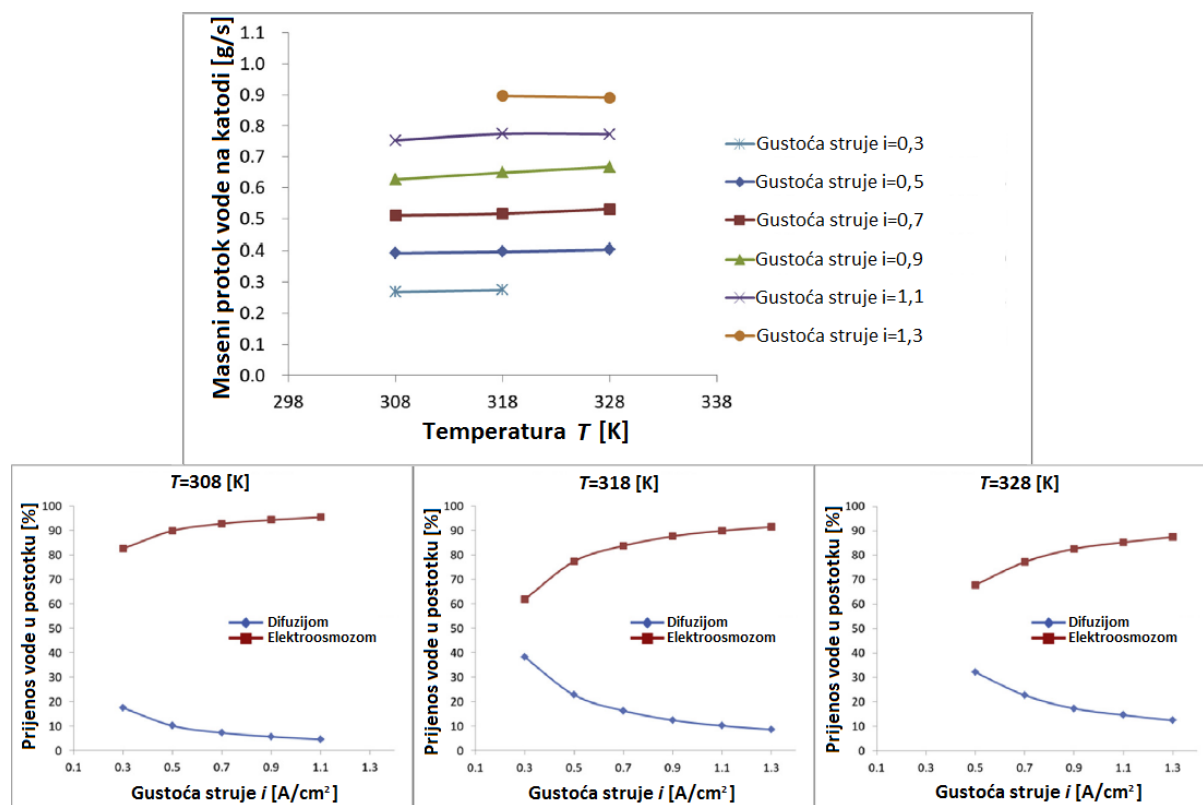 Maseni protok vode na katodi [g/s]
1.1
1.0
0.9
0.8
0.7
0.6
0.5
0.4
0.3
0.2
0.1
0.0
298 308 318 328 338
Temperatura T [K]
Gustoća struje i=0,3
Gustoća struje i=0,5
Gustoća struje i=0,7
Gustoća struje i=0,9
Gustoća struje i=1,1
Gustoća struje i=1,3
T=308 [K]
Prijenos vode u postotku [%]
100
90
80
70
60
50
40
30
20
10
0
0.1 0.3 0.5 0.7 0.9 1.1 1.3
Gustoća struje i [A/cm²]
Difuzijom
Elektroosmozom
T=318 [K]
Prijenos vode u postotku [%]
100
90
80
70
60
50
40
30
20
10
0
0.1 0.3 0.5 0.7 0.9 1.1 1.3
Gustoća struje i [A/cm²]
Difuzijom
Elektroosmozom
T=328 [K]
Prijenos vode u postotku [%]
100
90
80
70
60
50
40
30
20
10
0
0.1 0.3 0.5 0.7 0.9 1.1 1.3
Gustoća struje i [A/cm²]
Difuzijom
Elektroosmozom